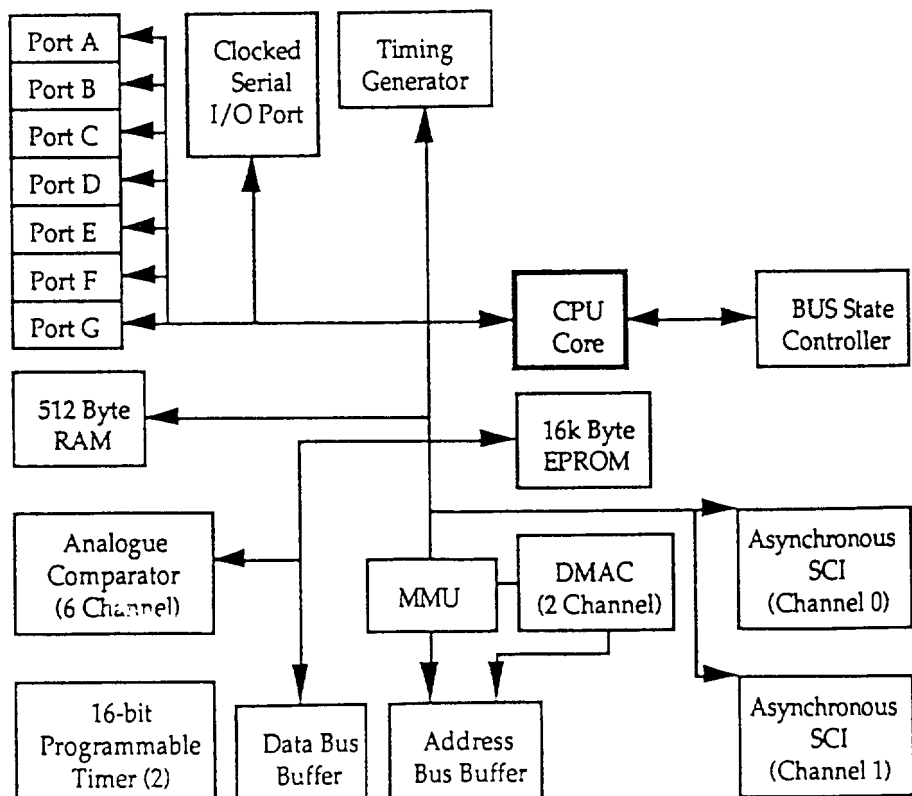 Port A
Port B
Port C
Port D
Port E
Port F
Port G
Clocked
Serial
I/O Port
Timing
Generator
CPU
Core
BUS State
Controller
512 Byte
RAM
16k Byte
EPROM
Analogue
Comparator
(6 Channel)
MMU
DMAC
(2 Channel)
Asynchronous
SCI
(Channel 0)
16-bit
Programmable
Timer (2)
Data Bus
Buffer
Address
Bus Buffer
Asynchronous
SCI
(Channel 1)